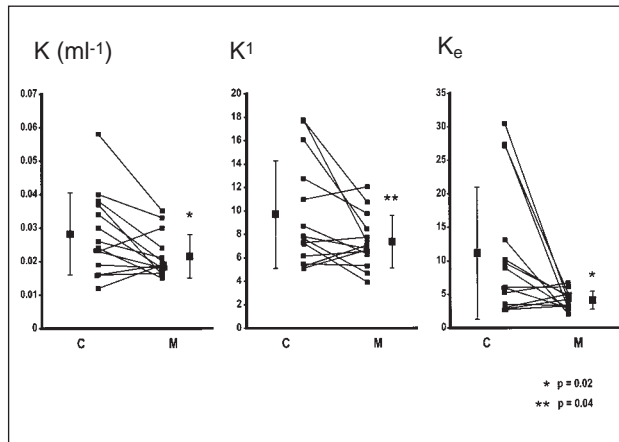 K (ml-1) K1 Ke
0.07 20 35
0.06 18 30
16
0.05 14 25
0.04 12 20
10
0.03 15
8
0.02 6 10
0.01 4 5
2
0 0 0
* ** *
C M C M C M
* p = 0.02
** p = 0.04